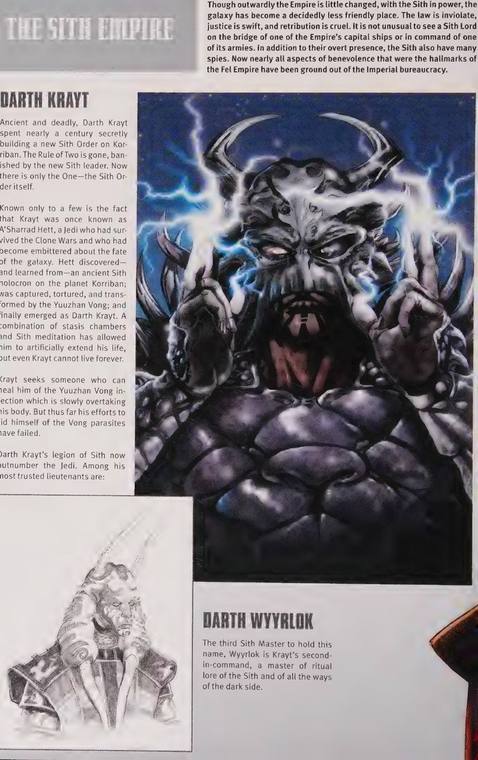 THE SITH EMPIRE
Though outwardly the Empire is little changed, with the Sith in power, the
galaxy has become a decidedly less friendly place. The law is inviolate,
justice is swift, and retribution is cruel. It is not unusual to see a Sith Lord
on the bridge of one of the Empire's capital ships or in command of one
of its armies. In addition to their overt presence, the Sith also have many
spies. Now nearly all aspects of benevolence that were the hallmarks of
the Fel Empire have been ground out of the Imperial bureaucracy.
DARTH KRAYT
Ancient and deadly, Darth Krayt
spent nearly a century secretly
building a new Sith Order on Kor-
riban. The Rule of Two is gone, ban-
ished by the new Sith leader. Now
there is only the One—the Sith Or-
der itself.
Known only to a few is the fact
that Krayt was once known as
A'Sharrad Hett, a Jedi who had sur-
vived the Clone Wars and who had
become embittered about the fate
of the galaxy. Hett discovered—
and learned from—an ancient Sith
holocron on the planet Korriban;
was captured, tortured, and trans-
formed by the Yuuzhan Vong; and
finally emerged as Darth Krayt. A
combination of stasis chambers
and Sith meditation has allowed
him to artificially extend his life,
but even Krayt cannot live forever.
Krayt seeks someone who can
heal him of the Yuuzhan Vong in-
fection which is slowly overtaking
his body. But thus far his efforts to
rid himself of the Vong parasites
have failed.
Darth Krayt's legion of Sith now
outnumber the Jedi. Among his
most trusted lieutenants are:
DARTH WYYRLOK
The third Sith Master to hold this
name, Wyyrlok is Krayt's second-
in-command, a master of ritual
lore of the Sith and of all the ways
of the dark side.